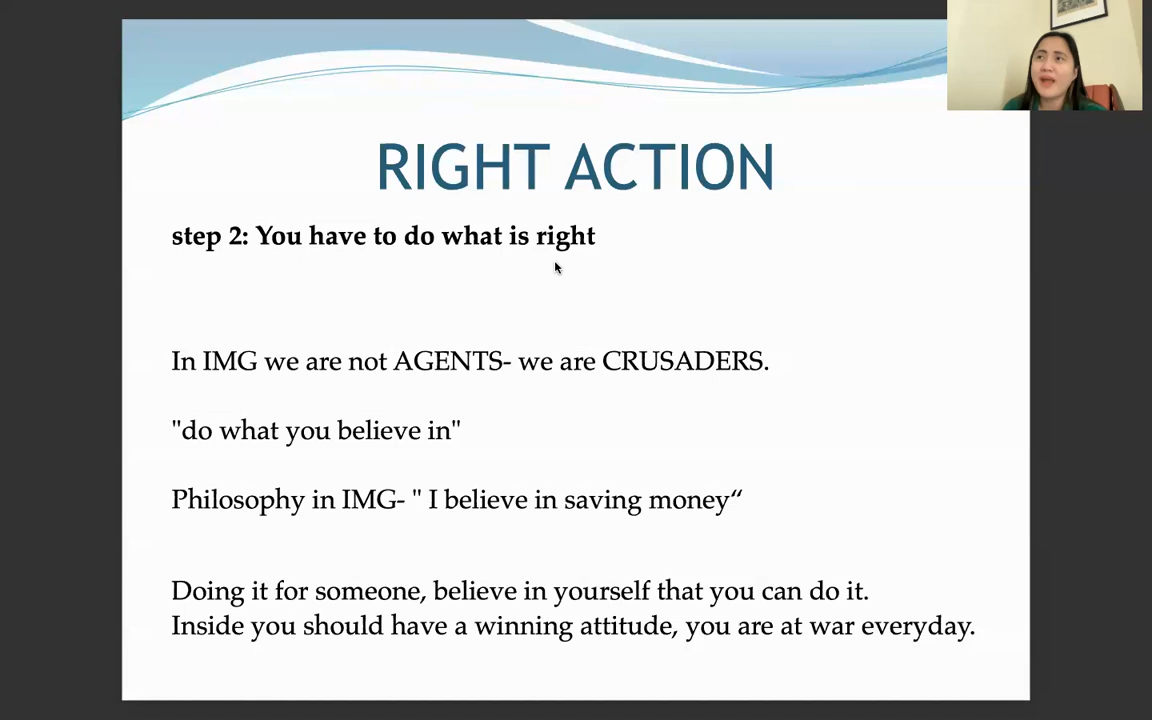 RIGHT ACTION
step 2: You have to do what is right
In IMG we are not AGENTS- we are CRUSADERS.
"do what you believe in"
Philosophy in IMG- " I believe in saving money“
Doing it for someone, believe in yourself that you can do it.
Inside you should have a winning attitude, you are at war everyday.